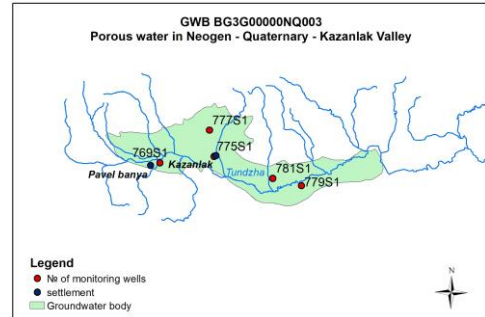 GWB BG3G00000NQ003
Porous water in Neogen - Quaternary - Kazanlak Valley
777S1
775S1
769S1
Kazanlak
Pavel banya
Tundzha
781S1
779S1
Legend
№ of monitoring wells
settlement
Groundwater body
N